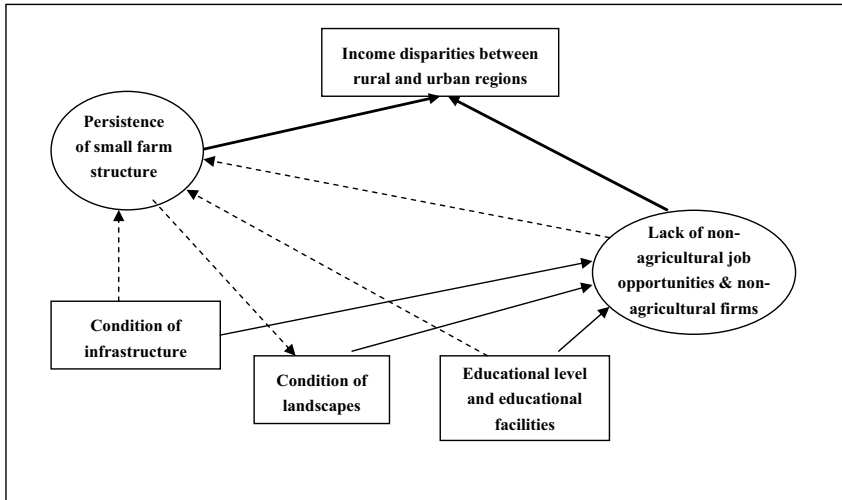 Income disparities between
rural and urban regions
Persistence
of small farm
structure
Lack of non-
agricultural job
opportunities & non-
agricultural firms
Condition of
infrastructure
Condition of
landscapes
Educational level
and educational
facilities